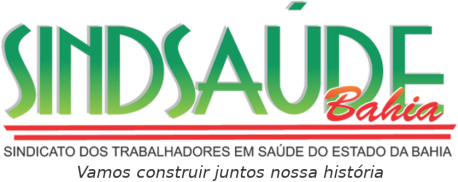 SINDSAÚDE
Bahia
SINDICATO DOS TRABALHADORES EM SAÚDE DO ESTADO DA BAHIA
Vamos construir juntos nossa história